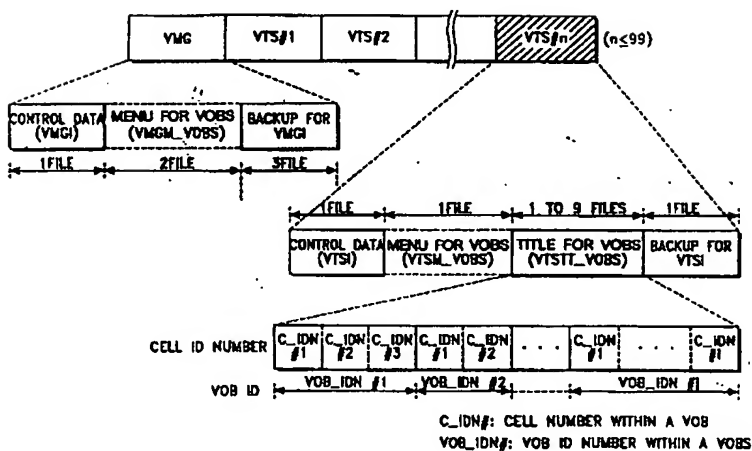 VMG VTS#1 VTS#2 VTS#n (n≤99)
CONTROL DATA (VMGI) MENU FOR VOBS (VMGM_VOBS) BACKUP FOR VMGI
1FILE 2FILE 3FILE
1FILE 1FILE 1 TO 9 FILES 1FILE
CONTROL DATA (VTSI) MENU FOR VOBS (VTSM_VOBS) TITLE FOR VOBS (VTSTT_VOBS) BACKUP FOR VTSI
CELL ID NUMBER C_IDN #1 C_IDN #2 C_IDN #3 C_IDN #1 C_IDN #2 . . . C_IDN #1 . . . C_IDN #1
VOB ID VOB_IDN #1 VOB_IDN #2 VOB_IDN #1
C_IDN#: CELL NUMBER WITHIN A VOB
VOB_IDN#: VOB ID NUMBER WITHIN A VOBS